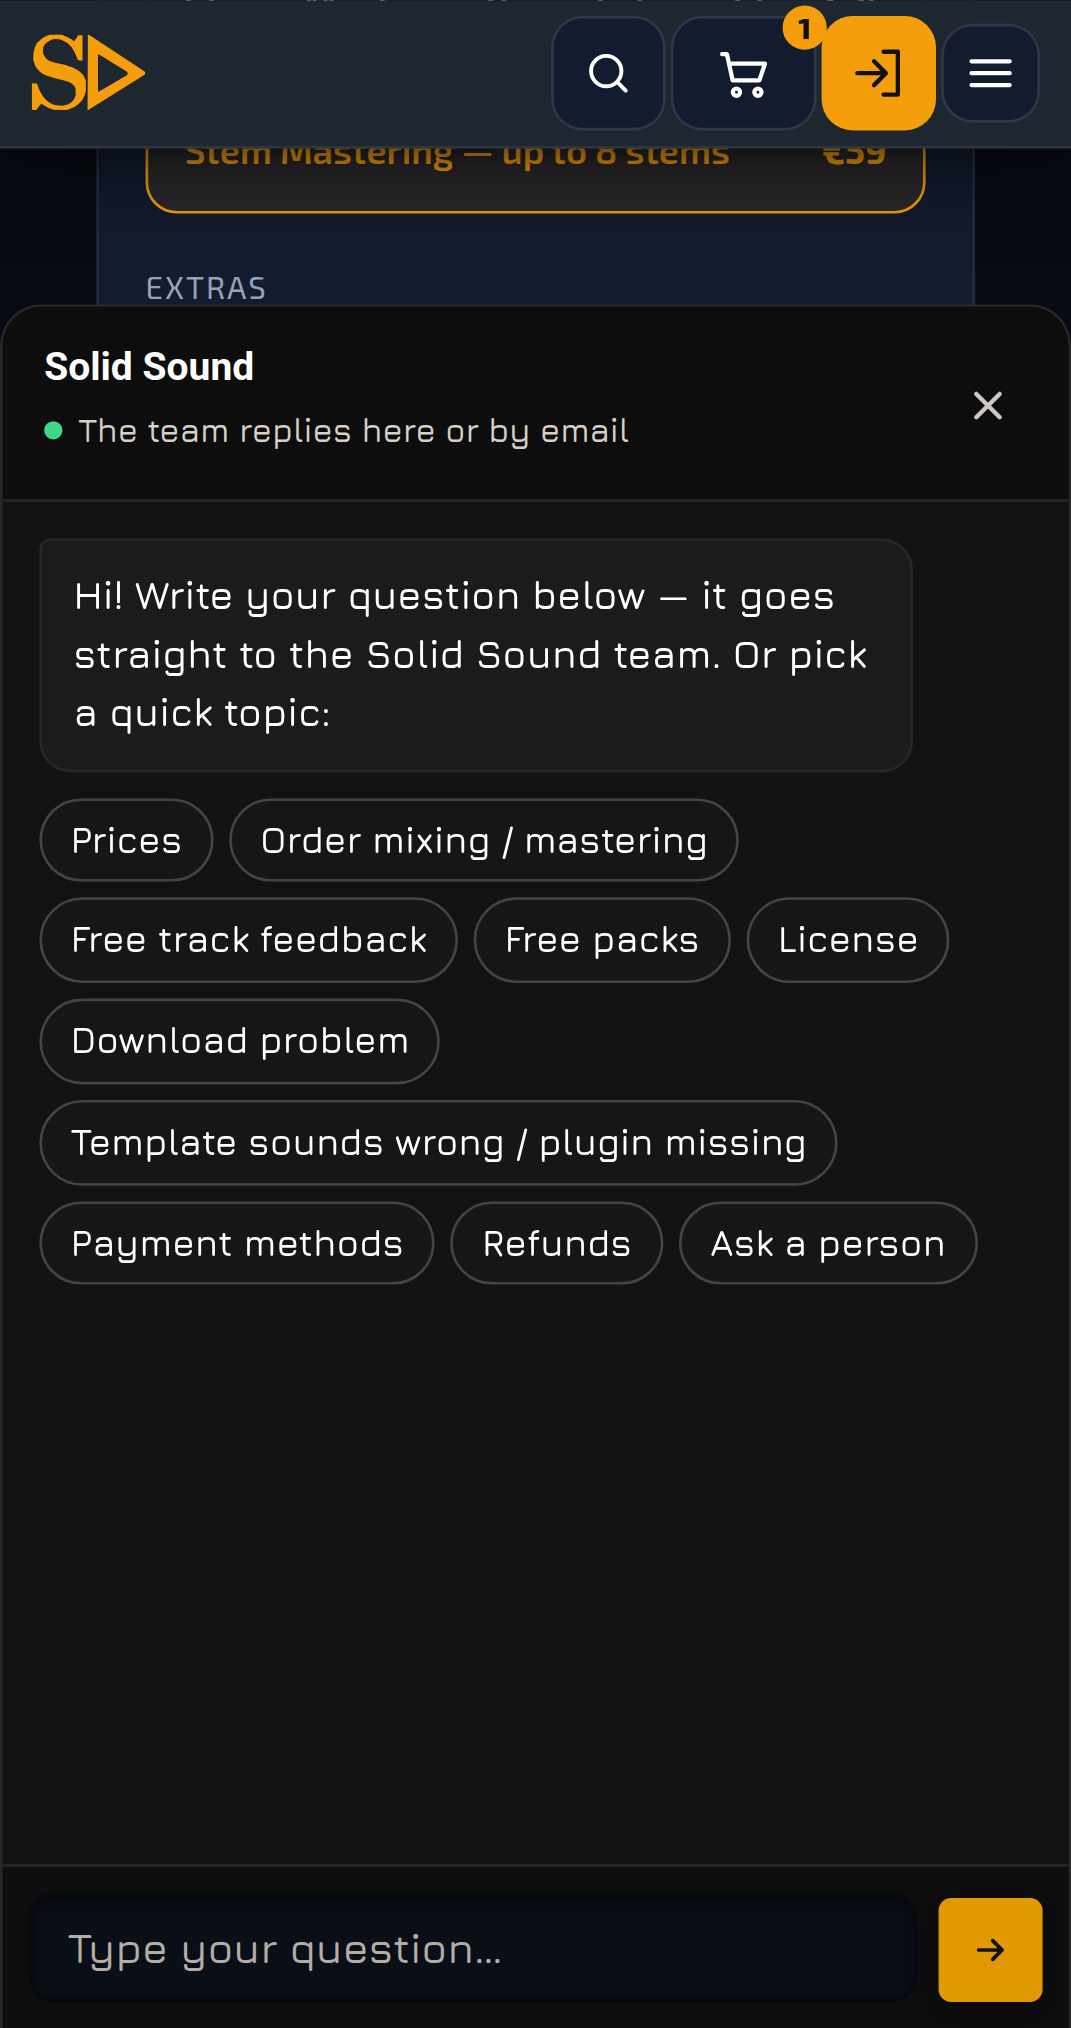 SD
1
Stem Mastering — up to 8 stems €59
EXTRAS
Solid Sound
The team replies here or by email
Hi! Write your question below — it goes
straight to the Solid Sound team. Or pick
a quick topic:
Prices
Order mixing / mastering
Free track feedback
Free packs
License
Download problem
Template sounds wrong / plugin missing
Payment methods
Refunds
Ask a person
Type your question...